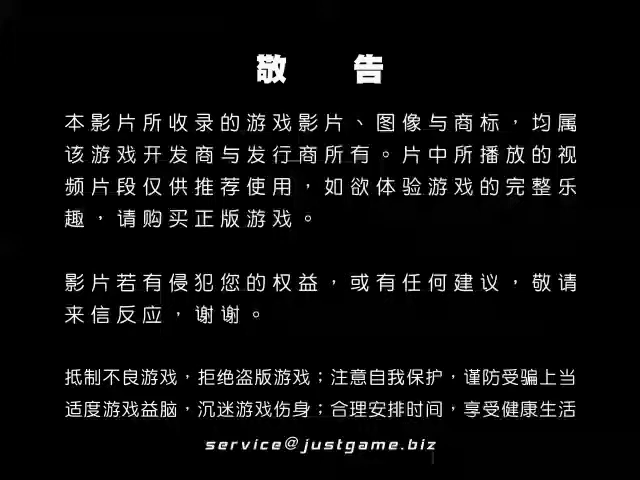 敬 告
本影片所收录的游戏影片、图像与商标，均属
该游戏开发商与发行商所有。片中所播放的视
频片段仅供推荐使用，如欲体验游戏的完整乐
趣，请购买正版游戏。
影片若有侵犯您的权益，或有任何建议，敬请
来信反应，谢谢。
抵制不良游戏，拒绝盗版游戏；注意自我保护，谨防受骗上当
适度游戏益脑，沉迷游戏伤身；合理安排时间，享受健康生活
service@justgame.biz